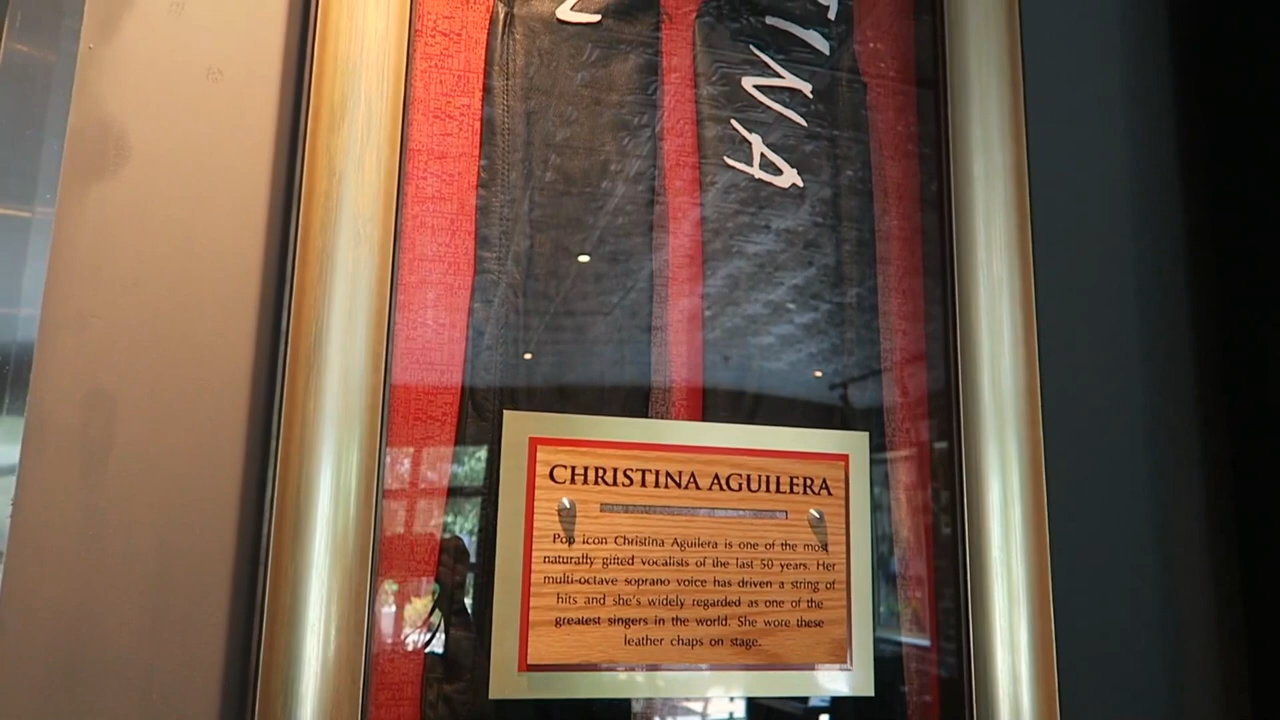 TINA
CHRISTINA AGUILERA
Pop icon Christina Aguilera is one of the most
naturally gifted vocalists of the last 50 years. Her
multi-octave soprano voice has driven a string of
hits and she's widely regarded as one of the
greatest singers in the world. She wore these
leather chaps on stage.